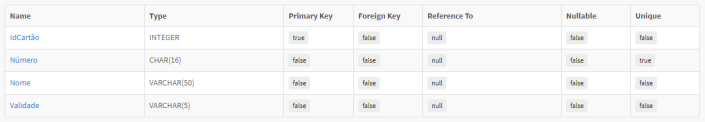 Name Type Primary Key Foreign Key Reference To Nullable Unique
IdCartão INTEGER true false null false false
Número CHAR(16) false false null false true
Nome VARCHAR(50) false false null false false
Validade VARCHAR(5) false false null false false